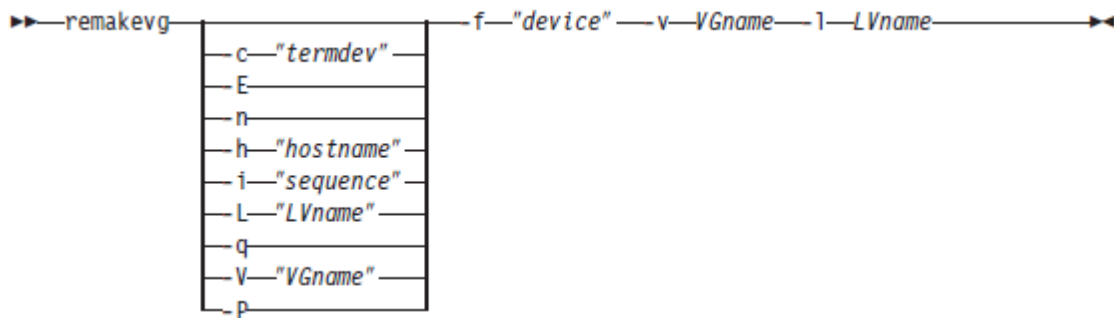 remakevg -f "device" -v VGname -l LVname
-c "termdev"
-E
-n
-h "hostname"
-i "sequence"
-L "LVname"
-q
-V "VGname"
-P